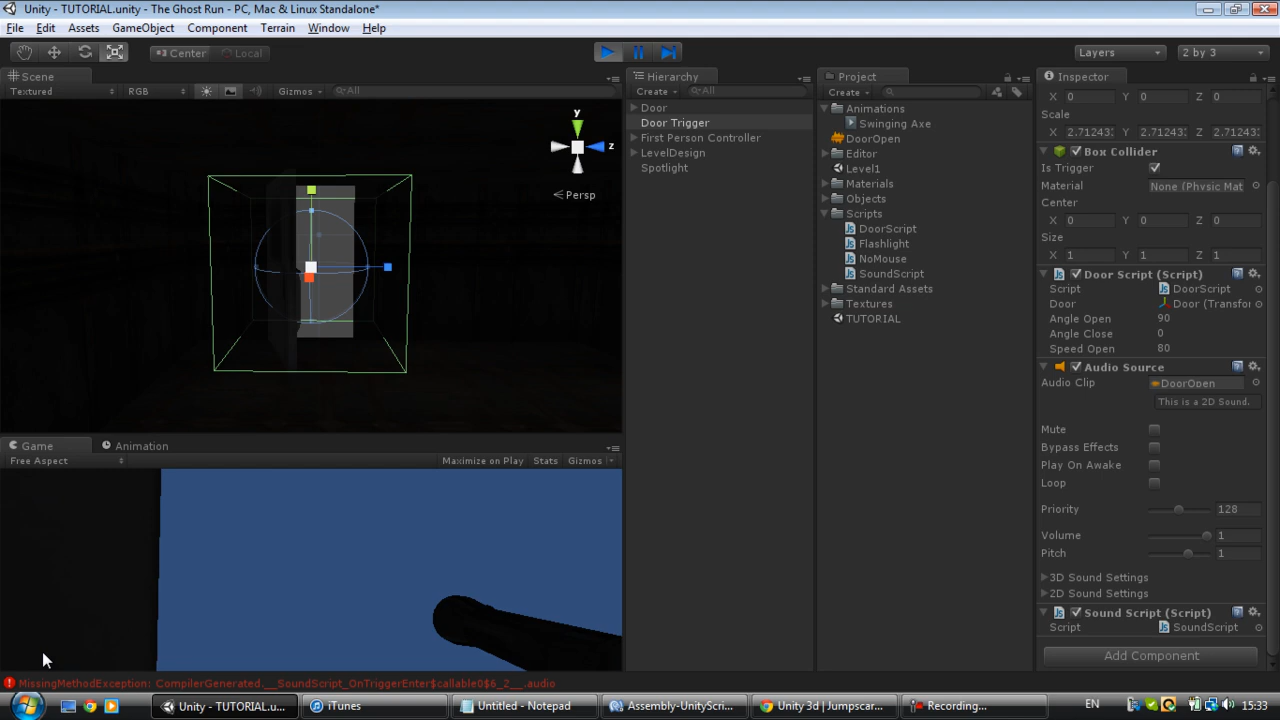 Unity - TUTORIAL.unity - The Ghost Run - PC, Mac & Linux Standalone*
File Edit Assets GameObject Component Terrain Window Help
Center Local Layers 2 by 3
Scene
Textured RGB Gizmos All
y
z
Persp
Game Animation
Free Aspect Maximize on Play Stats Gizmos
Hierarchy
Create All
Door
Door Trigger
First Person Controller
LevelDesign
Spotlight
Project
Create
Animations
Swinging Axe
DoorOpen
Editor
Level1
Materials
Objects
Scripts
DoorScript
Flashlight
NoMouse
SoundScript
Standard Assets
Textures
TUTORIAL
Inspector
X 0 Y 0 Z 0
Scale
X 2.71243 Y 2.71243 Z 2.71243
Box Collider
Is Trigger
Material None (Physic Mat
Center
X 0 Y 0 Z 0
Size
X 1 Y 1 Z 1
Door Script (Script)
Script DoorScript
Door Door (Transfor
Angle Open 90
Angle Close 0
Speed Open 80
Audio Source
Audio Clip DoorOpen
This is a 2D Sound.
Mute
Bypass Effects
Play On Awake
Loop
Priority 128
Volume 1
Pitch 1
3D Sound Settings
2D Sound Settings
Sound Script (Script)
Script SoundScript
Add Component
MissingMethodException: CompilerGenerated.__SoundScript_OnTriggerEnter$callable0$6_2__.audio
Unity - TUTORIAL.u... iTunes Untitled - Notepad Assembly-UnityScri... Unity 3d | Jumpscar... Recording... EN 15:33